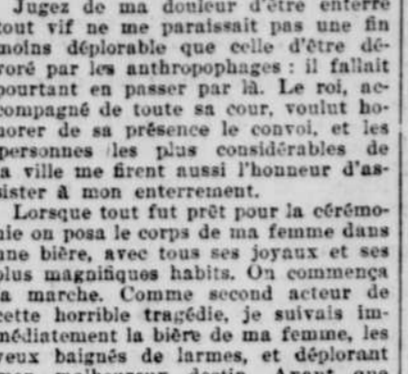 Jugez de ma douleur d'être enterré
tout vif ne me paraissait pas une fin
moins déplorable que celle d'être dé-
voré par les anthropophages : il fallait
pourtant en passer par là. Le roi, ac-
compagné de toute sa cour, voulut ho-
norer de sa présence le convoi, et les
personnes les plus considérables de
la ville me firent aussi l'honneur d'as-
sister à mon enterrement.
Lorsque tout fut prêt pour la cérémo-
nie on posa le corps de ma femme dans
une bière, avec tous ses joyaux et ses
plus magnifiques habits. On commença
la marche. Comme second acteur de
cette horrible tragédie, je suivais im-
médiatement la bière de ma femme, les
yeux baignés de larmes, et déplorant
mon malheureux destin. Avant que